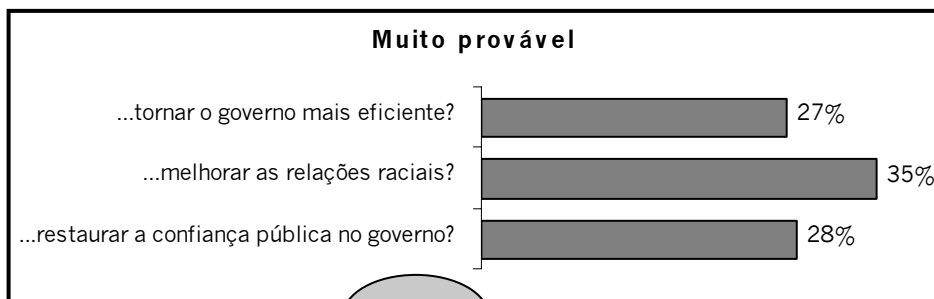 Muito provável
...tornar o governo mais eficiente? 27%
...melhorar as relações raciais? 35%
...restaurar a confiança pública no governo? 28%